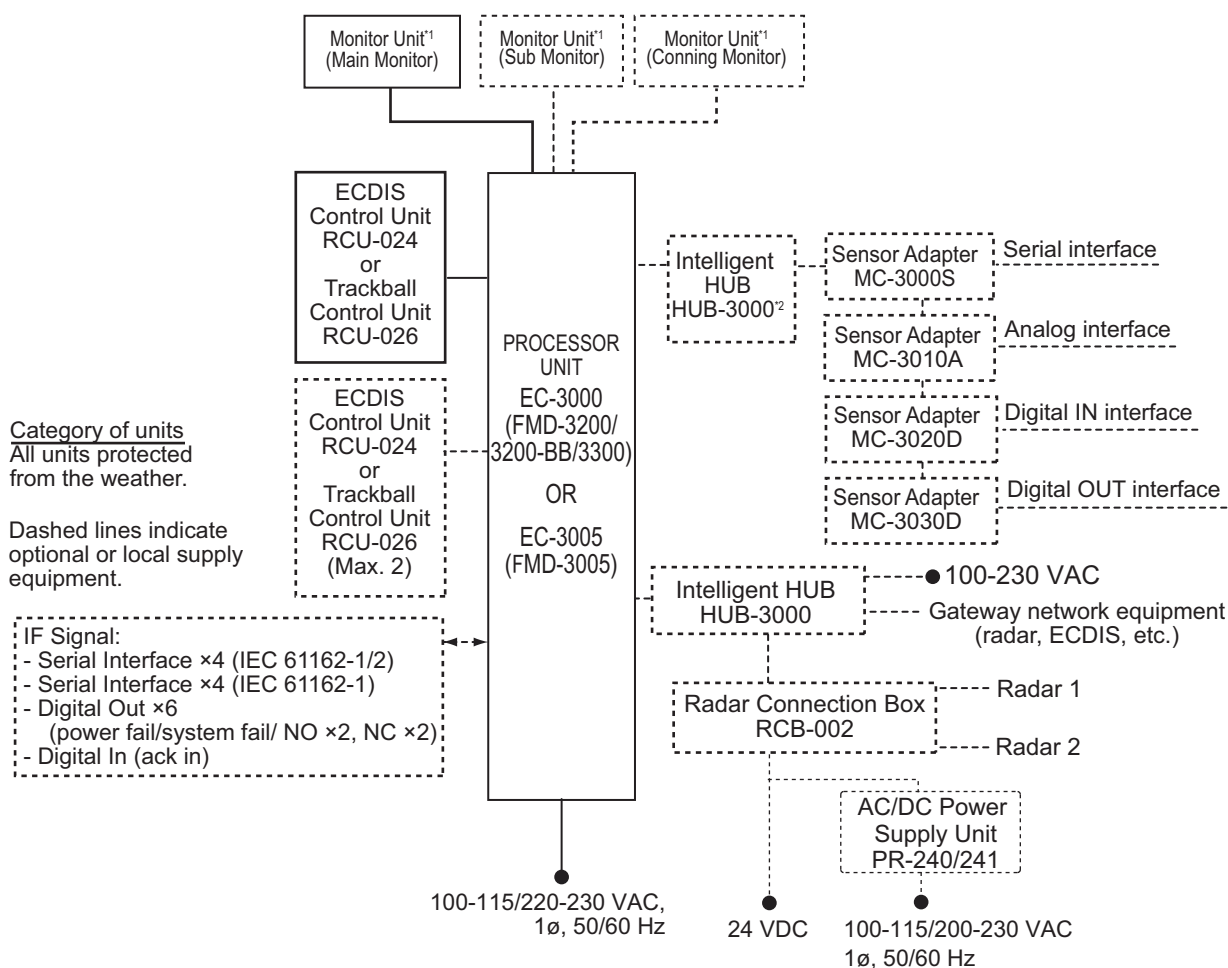 Monitor Unit*1
(Main Monitor)
Monitor Unit*1
(Sub Monitor)
Monitor Unit*1
(Conning Monitor)
ECDIS
Control Unit
RCU-024
or
Trackball
Control Unit
RCU-026
ECDIS
Control Unit
RCU-024
or
Trackball
Control Unit
RCU-026
(Max. 2)
Category of units
All units protected
from the weather.
Dashed lines indicate
optional or local supply
equipment.
IF Signal:
- Serial Interface ×4 (IEC 61162-1/2)
- Serial Interface ×4 (IEC 61162-1)
- Digital Out ×6
(power fail/system fail/ NO ×2, NC ×2)
- Digital In (ack in)
PROCESSOR
UNIT
EC-3000
(FMD-3200/
3200-BB/3300)
OR
EC-3005
(FMD-3005)
100-115/220-230 VAC,
1ø, 50/60 Hz
Intelligent
HUB
HUB-3000*2
Sensor Adapter
MC-3000S
Serial interface
Sensor Adapter
MC-3010A
Analog interface
Sensor Adapter
MC-3020D
Digital IN interface
Sensor Adapter
MC-3030D
Digital OUT interface
Intelligent HUB
HUB-3000
100-230 VAC
Gateway network equipment
(radar, ECDIS, etc.)
Radar Connection Box
RCB-002
Radar 1
Radar 2
AC/DC Power
Supply Unit
PR-240/241
24 VDC
100-115/200-230 VAC
1ø, 50/60 Hz